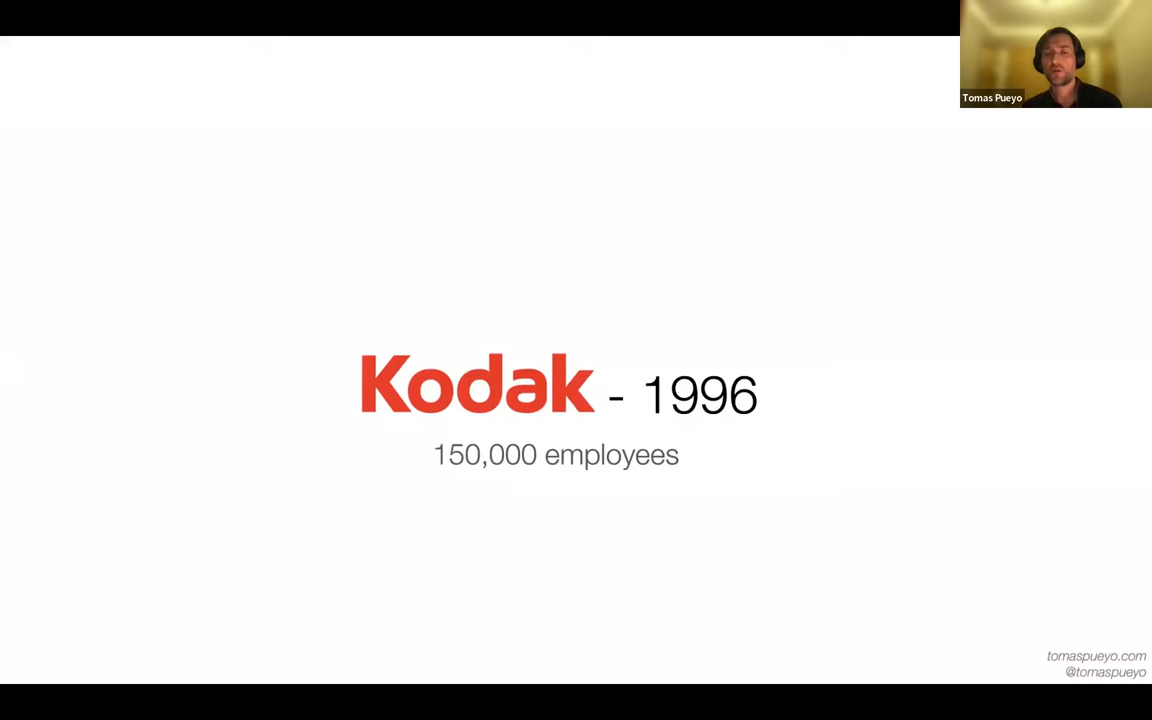 Tomas Pueyo
Kodak - 1996
150,000 employees
tomaspueyo.com
@tomaspueyo